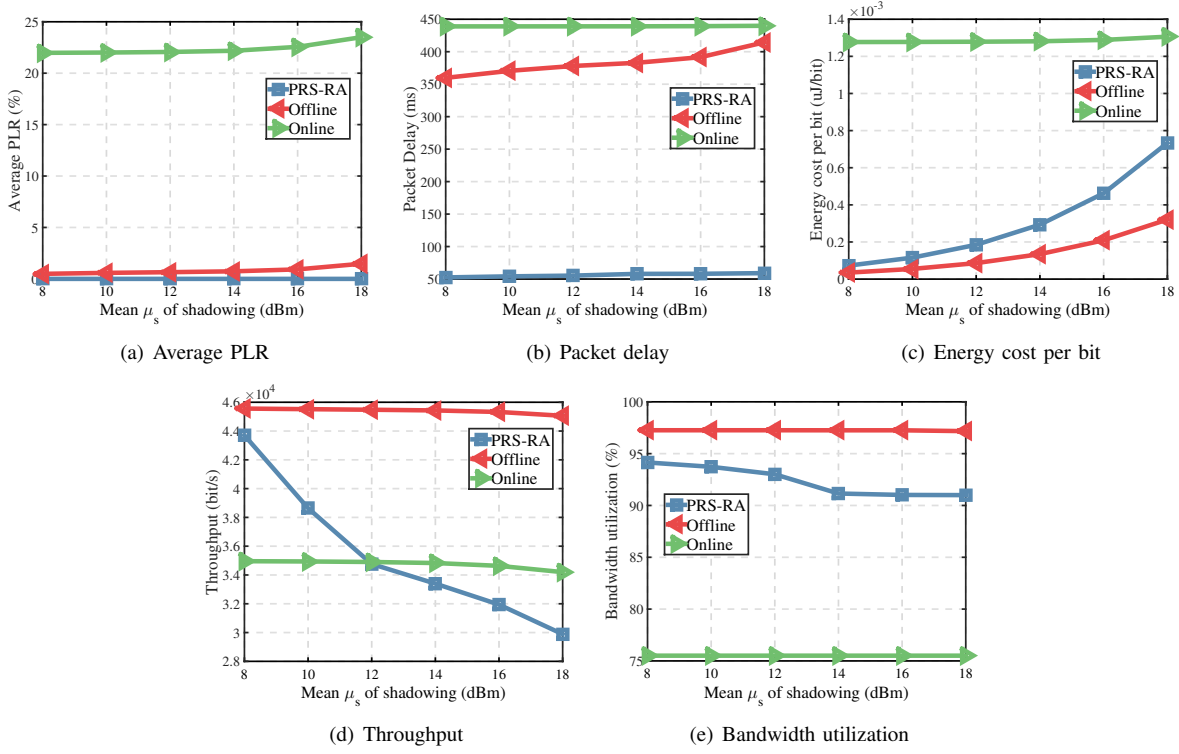 25
20
15
10
5
0
8 10 12 14 16 18
Average PLR (%)
Mean μs of shadowing (dBm)
PRS-RA
Offline
Online
(a) Average PLR
450
400
350
300
250
200
150
100
50
8 10 12 14 16 18
Packet Delay (ms)
Mean μs of shadowing (dBm)
PRS-RA
Offline
Online
(b) Packet delay
×10-3
1.4
1.2
1
0.8
0.6
0.4
0.2
0
8 10 12 14 16 18
Energy cost per bit (uJ/bit)
Mean μs of shadowing (dBm)
PRS-RA
Offline
Online
(c) Energy cost per bit
×104
4.6
4.4
4.2
4
3.8
3.6
3.4
3.2
3
2.8
8 10 12 14 16 18
Throughput (bit/s)
Mean μs of shadowing (dBm)
PRS-RA
Offline
Online
(d) Throughput
100
95
90
85
80
75
8 10 12 14 16 18
Bandwidth utilization (%)
Mean μs of shadowing (dBm)
PRS-RA
Offline
Online
(e) Bandwidth utilization